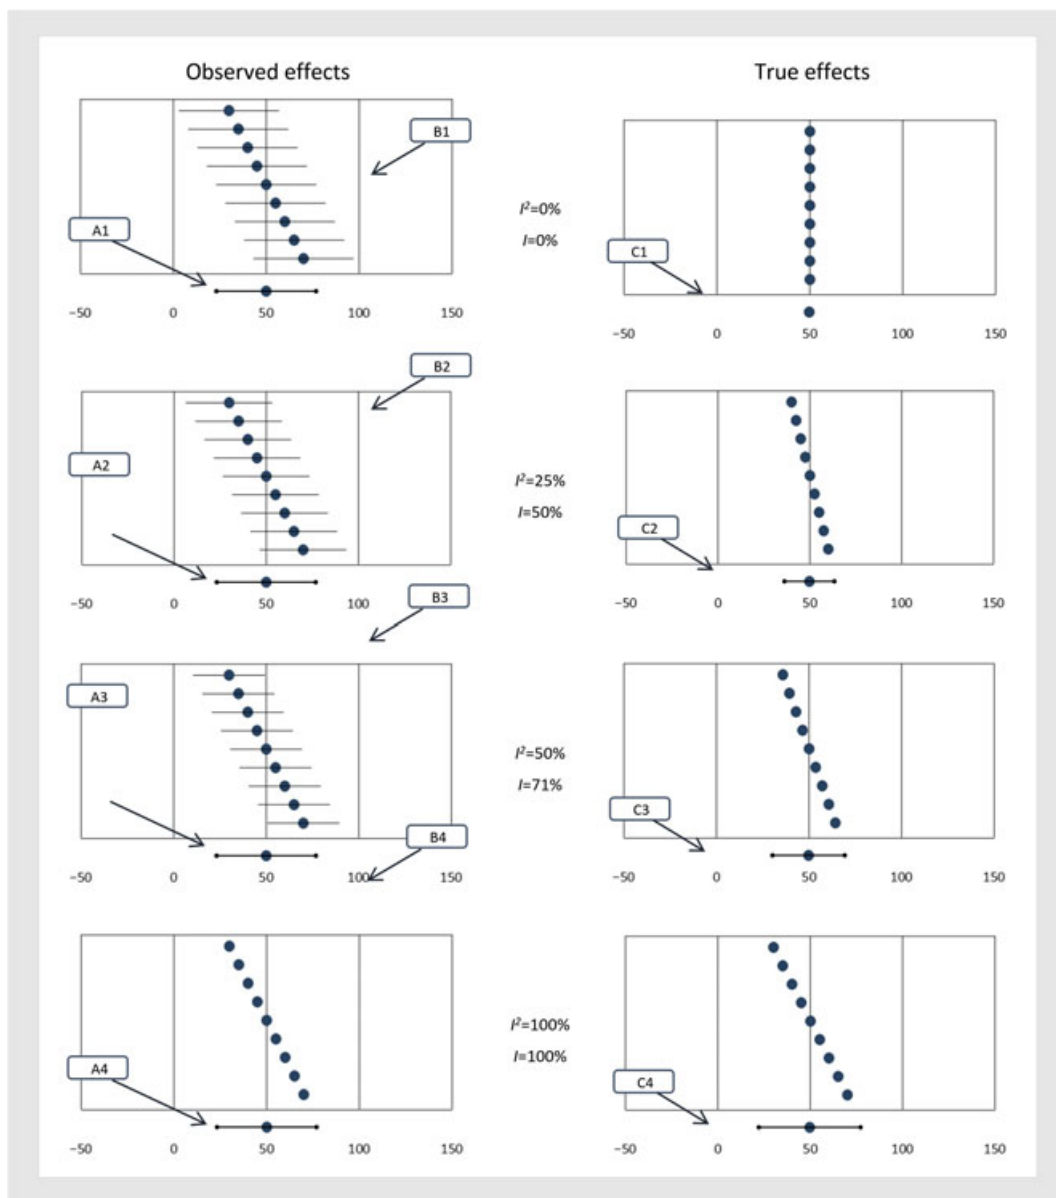 Observed effects
True effects
B1
A1
I²=0%
I=0%
C1
−50 0 50 100 150
−50 0 50 100 150
B2
A2
I²=25%
I=50%
C2
−50 0 50 100 150
−50 0 50 100 150
B3
A3
I²=50%
I=71%
C3
B4
−50 0 50 100 150
−50 0 50 100 150
I²=100%
I=100%
A4
C4
−50 0 50 100 150
−50 0 50 100 150